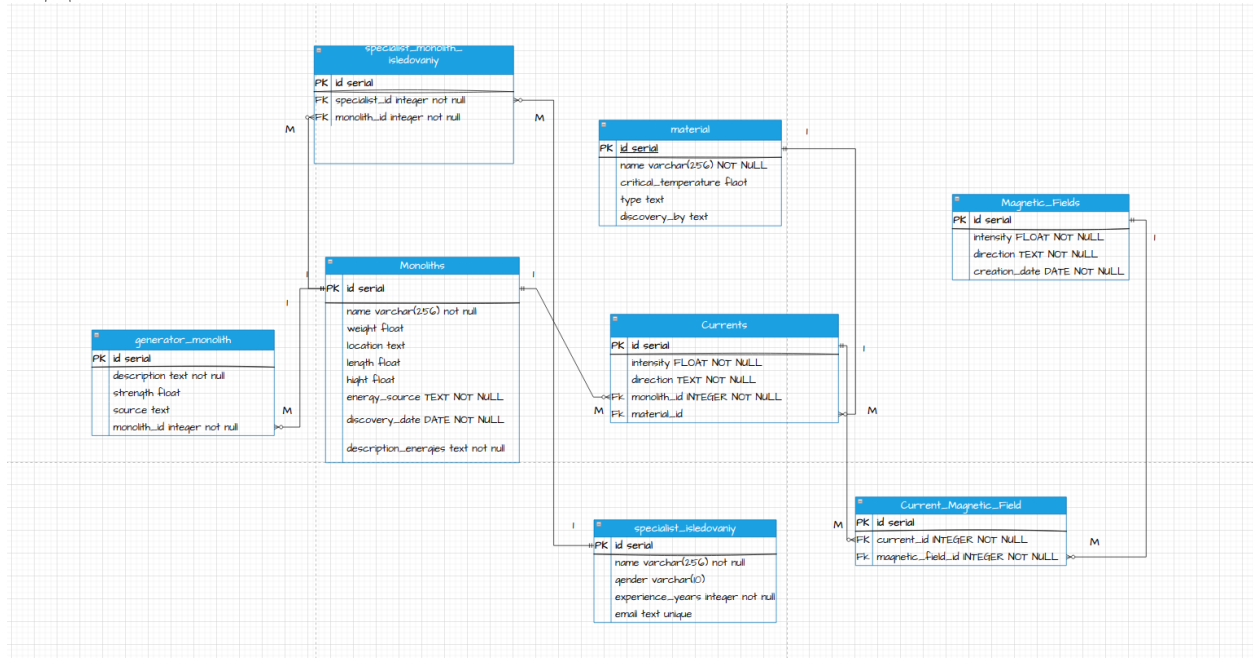 specialist_monolith_
isledovaniy
PK id serial
FK specialist_id integer not null
FK monolith_id integer not null
M
M
material
PK id serial
name varchar(256) NOT NULL
critical_temperature flaot
type text
discovery_by text
1
Magnetic_Fields
PK id serial
intensity FLOAT NOT NULL
direction TEXT NOT NULL
creation_date DATE NOT NULL
1
Monoliths
PK id serial
name varchar(256) not null
weight float
location text
length float
hight float
energy_source TEXT NOT NULL
discovery_date DATE NOT NULL
description_energies text not null
1
1
1
generator_monolith
PK id serial
description text not null
strength float
source text
monolith_id integer not null
M
Currents
PK id serial
intensity FLOAT NOT NULL
direction TEXT NOT NULL
FK monolith_id INTEGER NOT NULL
FK material_id
1
M
M
specialist_isledovaniy
PK id serial
name varchar(256) not null
gender varchar(10)
experience_years integer not null
email text unique
1
Current_Magnetic_Field
PK id serial
FK current_id INTEGER NOT NULL
FK magnetic_field_id INTEGER NOT NULL
M
M